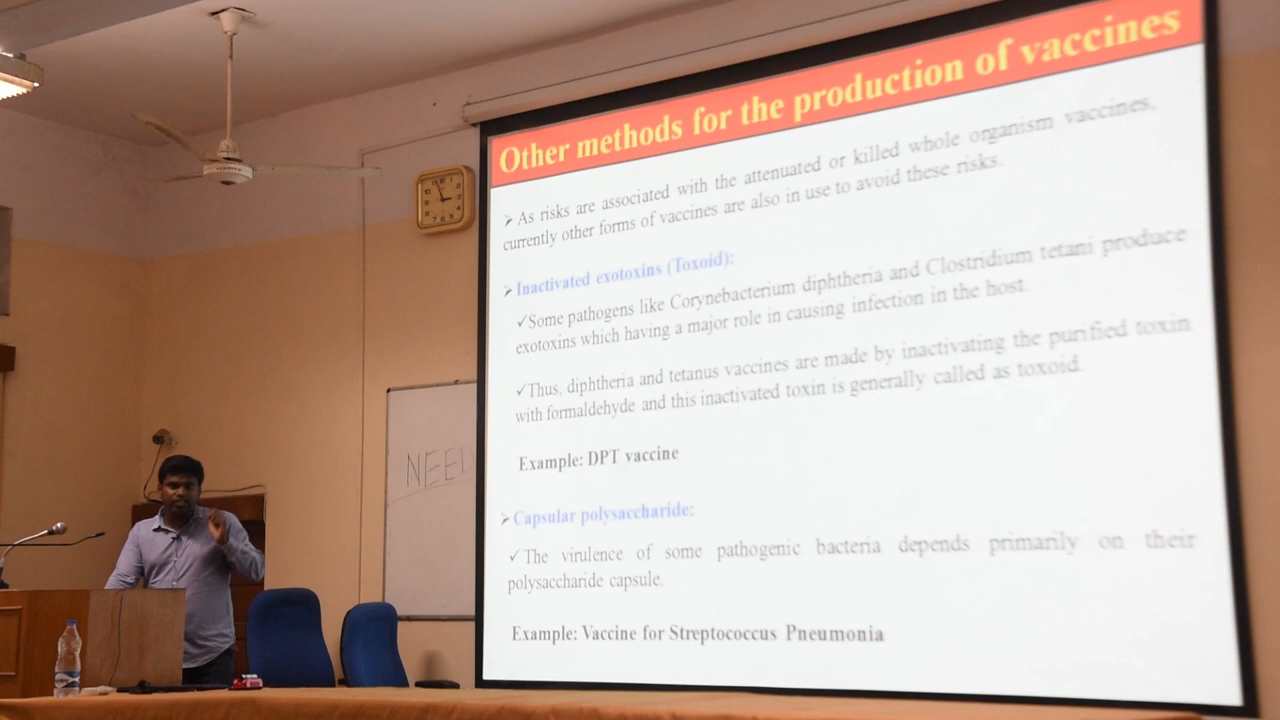 Other methods for the production of vaccines
➢ As risks are associated with the attenuated or killed whole organism vaccines,
currently other forms of vaccines are also in use to avoid these risks.
➢ Inactivated exotoxins (Toxoid):
✓Some pathogens like Corynebacterium diphtheria and Clostridium tetani produce
exotoxins which having a major role in causing infection in the host.
✓Thus, diphtheria and tetanus vaccines are made by inactivating the purified toxin
with formaldehyde and this inactivated toxin is generally called as toxoid.
Example: DPT vaccine
➢ Capsular polysaccharide:
✓ The virulence of some pathogenic bacteria depends primarily on their
polysaccharide capsule.
Example: Vaccine for Streptococcus Pneumonia
NEED